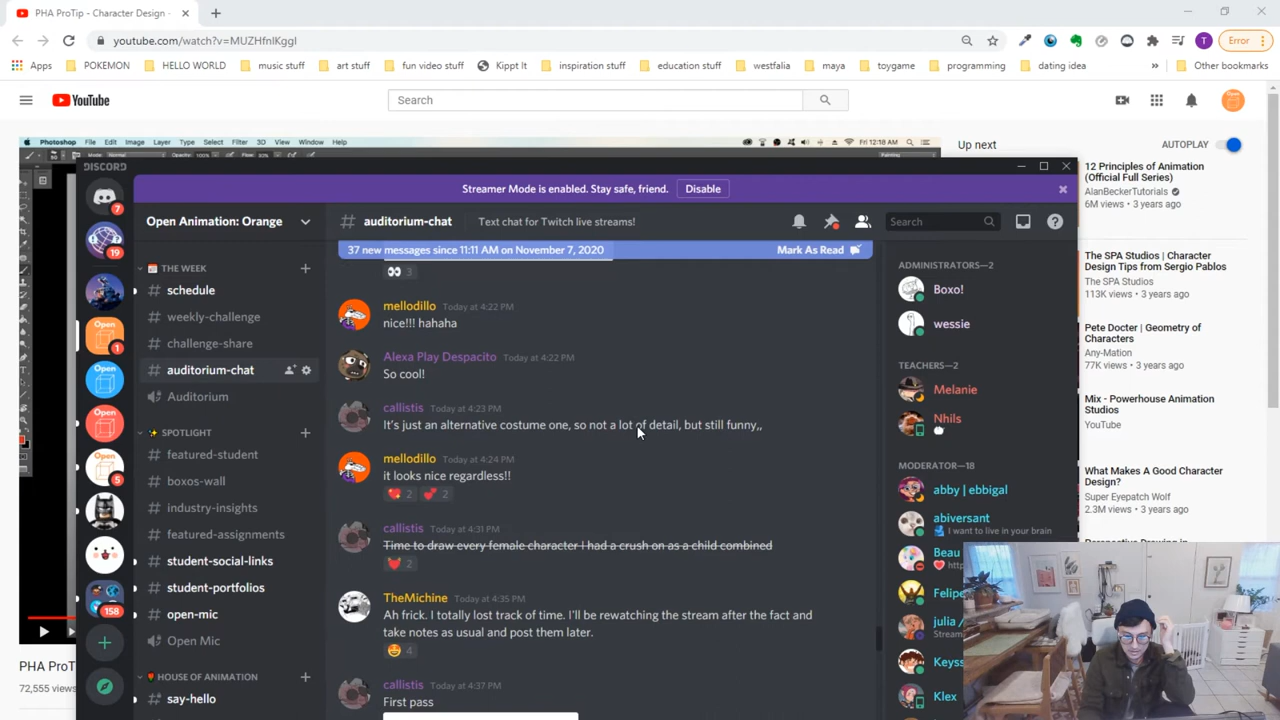 PHA ProTip - Character Design -
youtube.com/watch?v=MUZHfnIKggI
Error
Apps
POKEMON
HELLO WORLD
music stuff
art stuff
fun video stuff
Kippt It
inspiration stuff
education stuff
westfalia
maya
toygame
programming
dating idea
»
Other bookmarks
YouTube
Search
Open
Photoshop File Edit Image Layer Type Select Filter 3D View Window Help
Fri 12:18 AM
Up next
AUTOPLAY
12 Principles of Animation
(Official Full Series)
AlanBeckerTutorials
6M views • 3 years ago
The SPA Studios | Character
Design Tips from Sergio Pablos
The SPA Studios
113K views • 3 years ago
Pete Docter | Geometry of
Characters
Any-Mation
77K views • 3 years ago
Mix - Powerhouse Animation
Studios
YouTube
What Makes A Good Character
Design?
Super Eyepatch Wolf
2.3M views • 3 years ago
PHA ProT
72,555 views
DISCORD
Streamer Mode is enabled. Stay safe, friend.
Disable
7
19
Open
1
Open
Open
Open
5
158
Open Animation: Orange
THE WEEK
# schedule
# weekly-challenge
# challenge-share
# auditorium-chat
Auditorium
SPOTLIGHT
# featured-student
# boxos-wall
# industry-insights
# featured-assignments
# student-social-links
# student-portfolios
# open-mic
Open Mic
HOUSE OF ANIMATION
# say-hello
# auditorium-chat
Text chat for Twitch live streams!
Search
37 new messages since 11:11 AM on November 7, 2020
Mark As Read
3
mellodillo Today at 4:22 PM
nice!!! hahaha
Alexa Play Despacito Today at 4:22 PM
So cool!
callistis Today at 4:23 PM
It's just an alternative costume one, so not a lot of detail, but still funny,,
mellodillo Today at 4:24 PM
it looks nice regardless!!
2 2
callistis Today at 4:31 PM
Time to draw every female character I had a crush on as a child combined
2
TheMichine Today at 4:35 PM
Ah frick. I totally lost track of time. I'll be rewatching the stream after the fact and
take notes as usual and post them later.
4
callistis Today at 4:37 PM
First pass
ADMINISTRATORS—2
Boxo!
wessie
TEACHERS—2
Melanie
Nhils
MODERATOR—18
abby | ebbigal
abiversant
I want to live in your brain
Beau
Felipe
julia
Stream
Keyss
Klex